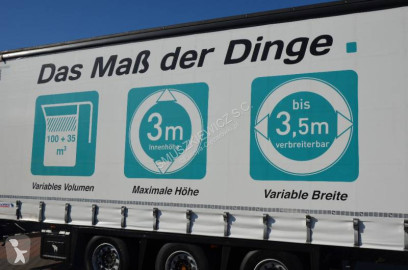 Das Maß der Dinge
100 + 35
m³
Variables Volumen
3m
Innenhöhe
Maximale Höhe
bis
3,5m
verbreiterbar
Variable Breite